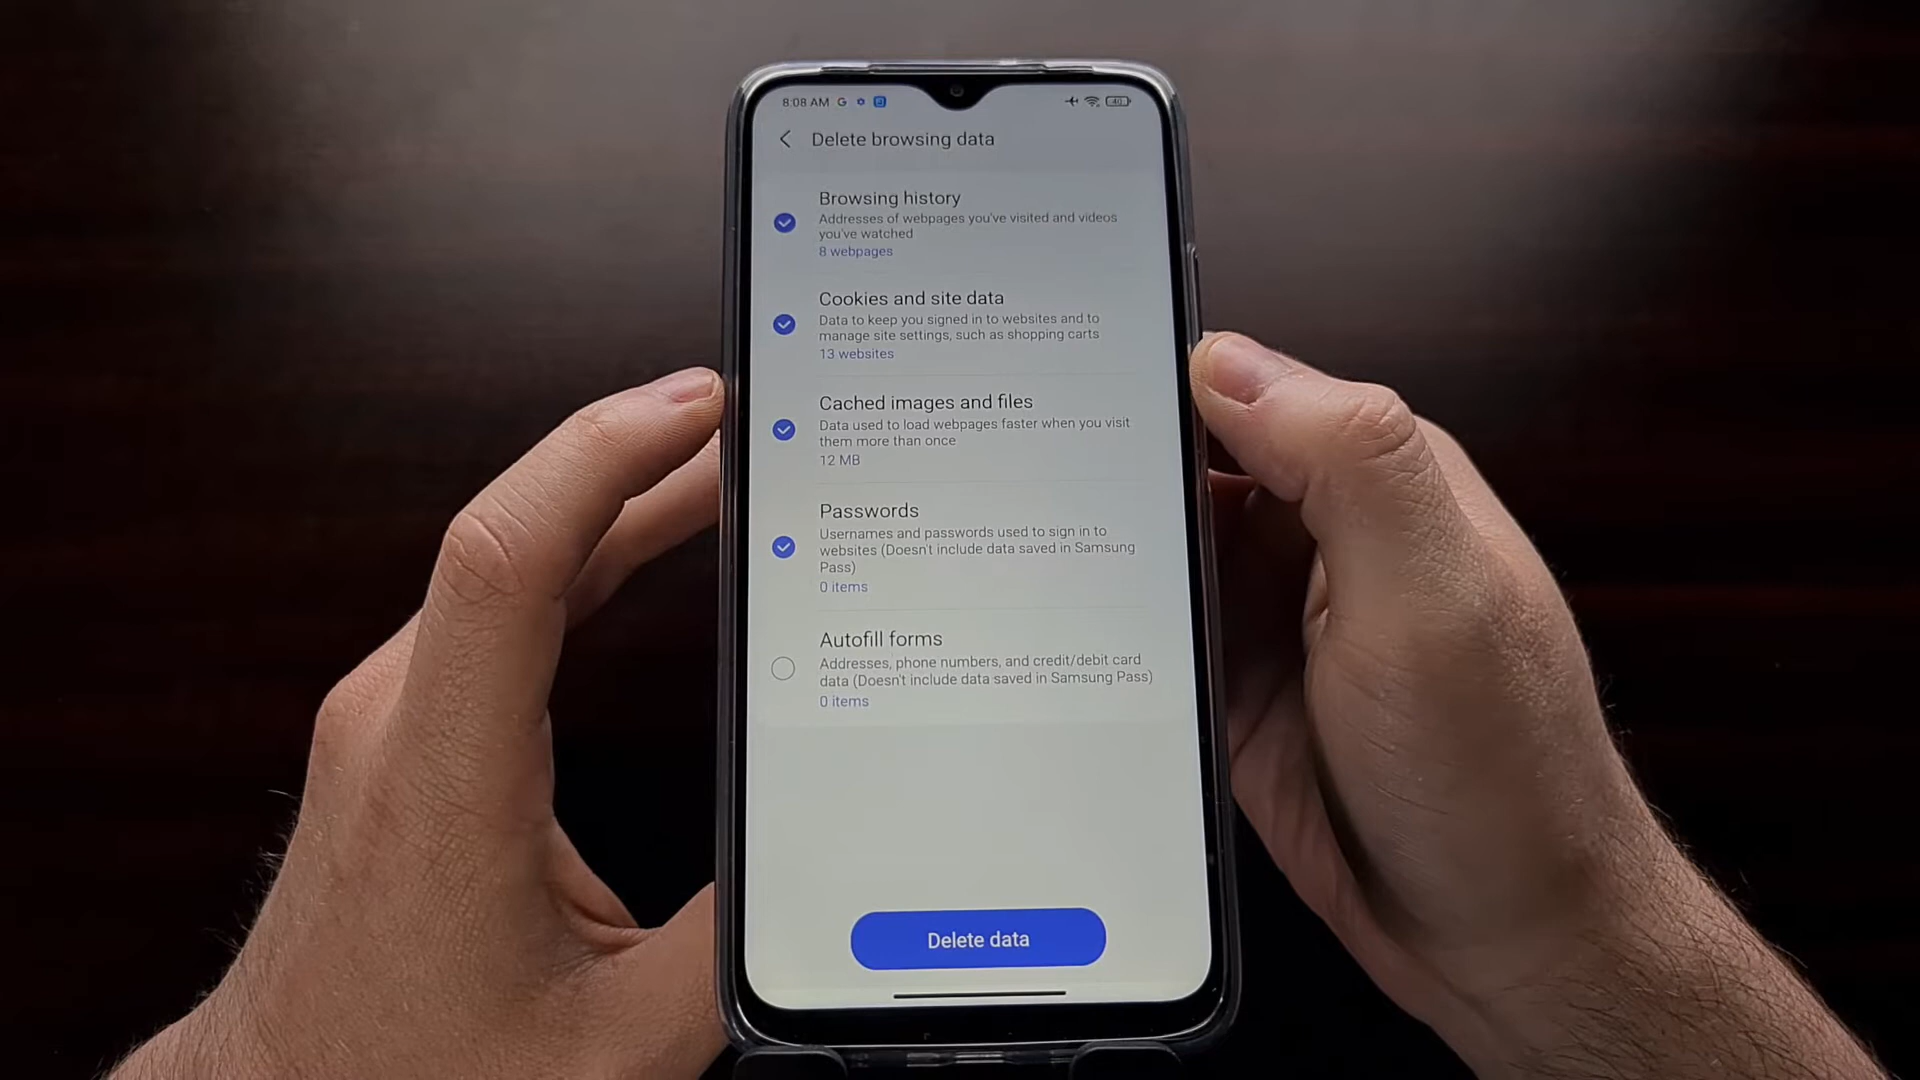 8:08 AM G
40
Delete browsing data
Browsing history
Addresses of webpages you've visited and videos
you've watched
8 webpages
Cookies and site data
Data to keep you signed in to websites and to
manage site settings, such as shopping carts
13 websites
Cached images and files
Data used to load webpages faster when you visit
them more than once
12 MB
Passwords
Usernames and passwords used to sign in to
websites (Doesn't include data saved in Samsung
Pass)
0 items
Autofill forms
Addresses, phone numbers, and credit/debit card
data (Doesn't include data saved in Samsung Pass)
0 items
Delete data